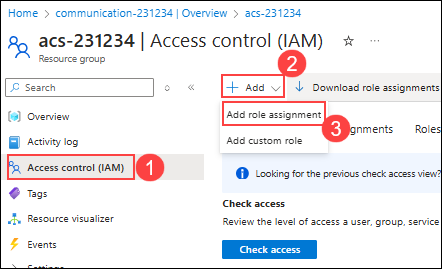 Home > communication-231234 | Overview > acs-231234
acs-231234 | Access control (IAM)
Resource group
Search
Overview
Activity log
Access control (IAM)
1
Tags
Resource visualizer
Events
2
+ Add
Download role assignments
Add role assignment
3
Add custom role
Roles
Looking for the previous check access view?
Check access
Review the level of access a user, group, service
Check access